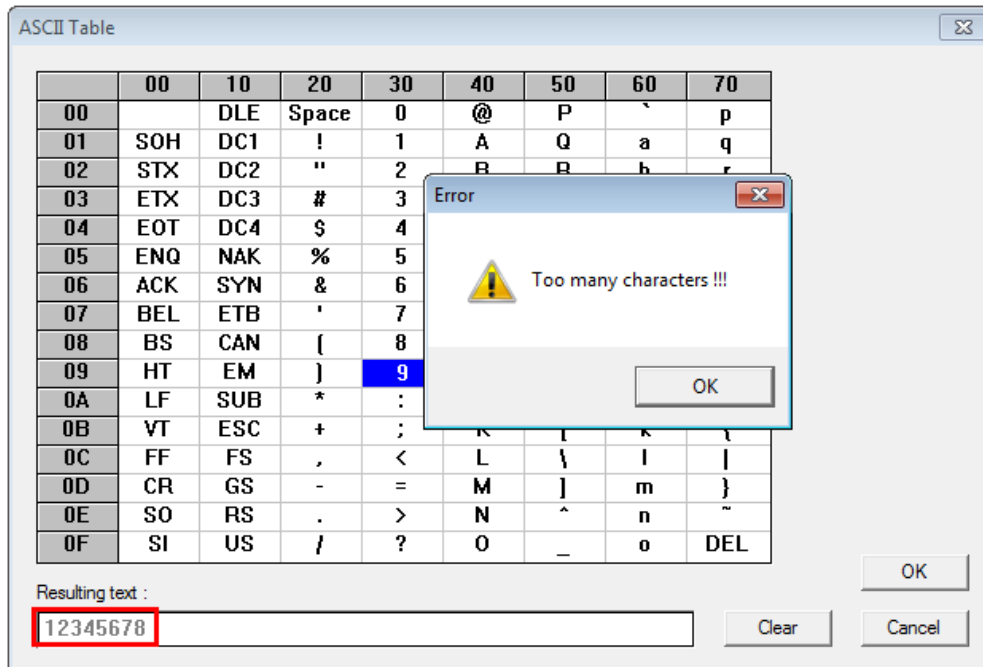 ASCII Table
00 10 20 30 40 50 60 70
00 DLE Space 0 @ P ` p
01 SOH DC1 ! 1 A Q a q
02 STX DC2 " 2 B R b r
03 ETX DC3 # 3
Error
04 EOT DC4 $ 4
05 ENQ NAK % 5
06 ACK SYN & 6
Too many characters !!!
07 BEL ETB ' 7
08 BS CAN ( 8
09 HT EM ) 9
OK
0A LF SUB * :
0B VT ESC + ; K [ k {
0C FF FS , < L \ l |
0D CR GS - = M ] m }
0E SO RS . > N ^ n ~
0F SI US / ? O _ o DEL
OK
Resulting text :
12345678
Clear Cancel